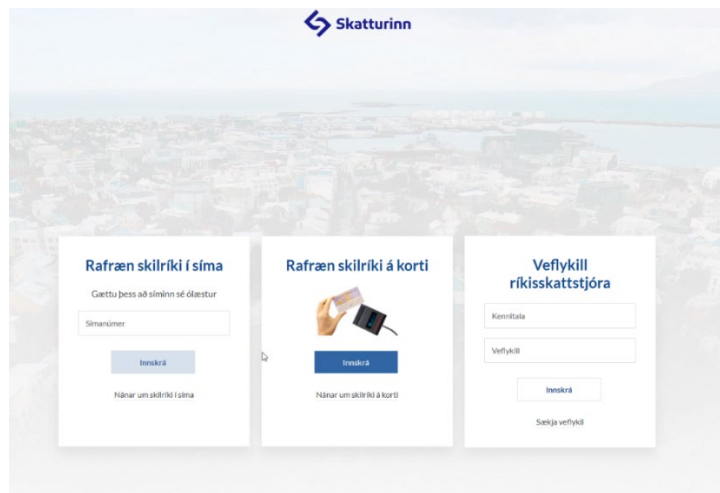 Skatturinn
Rafræn skilríki í síma
Gættu þess að síminn sé ólæstur
Símanúmer
Innskrá
Nánar um skilríki í síma
Rafræn skilríki á korti
Innskrá
Nánar um skilríki á korti
Veflykill
ríkisskattstjóra
Kennitala
Veflykill
Innskrá
Sækja veflykil